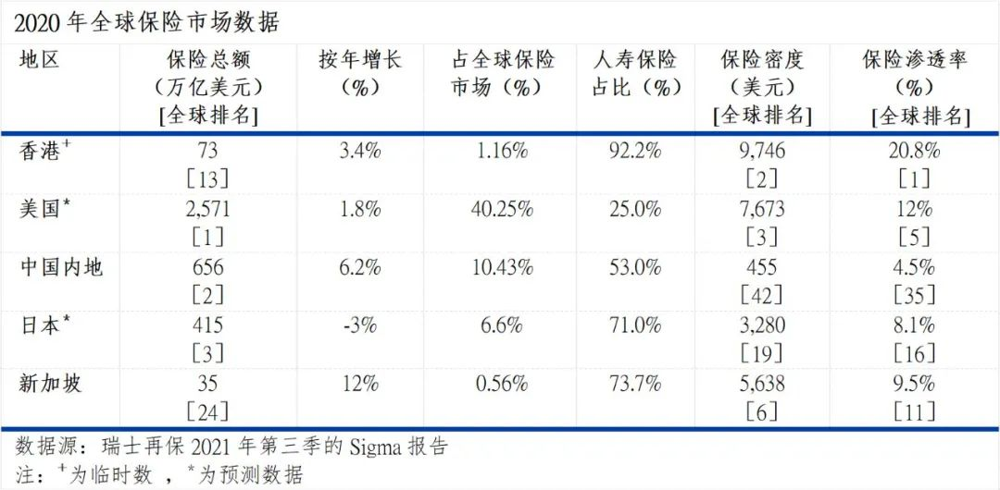 2020 年全球保险市场数据
地区 保险总额 按年增长 占全球保险 人寿保险 保险密度 保险渗透率
（万亿美元） （%） 市场（%） 占比（%） （美元） （%）
[全球排名] [全球排名] [全球排名]
香港+ 73 3.4% 1.16% 92.2% 9,746 20.8%
[13] [2] [1]
美国* 2,571 1.8% 40.25% 25.0% 7,673 12%
[1] [3] [5]
中国内地 656 6.2% 10.43% 53.0% 455 4.5%
[2] [42] [35]
日本* 415 -3% 6.6% 71.0% 3,280 8.1%
[3] [19] [16]
新加坡 35 12% 0.56% 73.7% 5,638 9.5%
[24] [6] [11]
数据源：瑞士再保 2021 年第三季的 Sigma 报告
注：+为临时数 ，*为预测数据